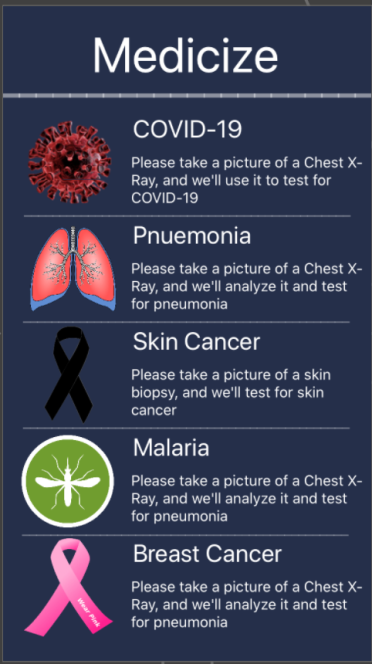 Medicize
COVID-19
Please take a picture of a Chest X-
Ray, and we'll use it to test for
COVID-19
Pnuemonia
Please take a picture of a Chest X-
Ray, and we'll analyze it and test
for pneumonia
Skin Cancer
Please take a picture of a skin
biopsy, and we'll test for skin
cancer
Malaria
Please take a picture of a Chest X-
Ray, and we'll analyze it and test
for pneumonia
Breast Cancer
Please take a picture of a Chest X-
Ray, and we'll analyze it and test
for pneumonia
Wear Pink